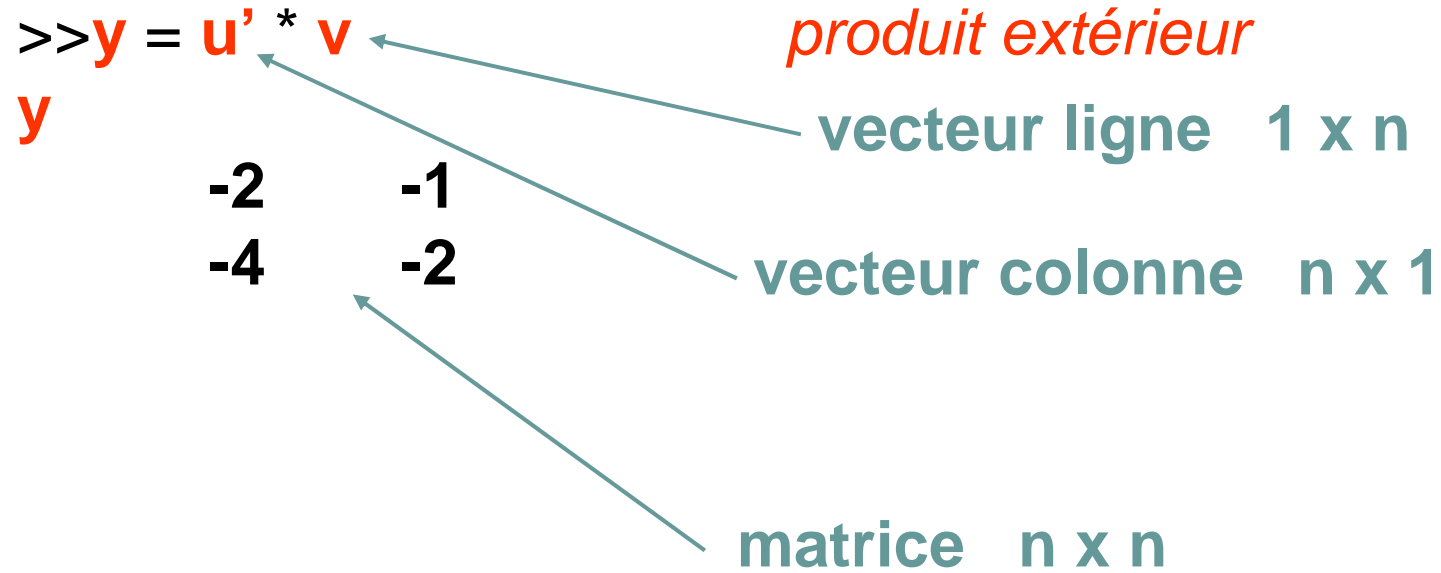 >>y = u’ * v produit extérieur
y vecteur ligne 1 x n
-2 -1
-4 -2 vecteur colonne n x 1
matrice n x n